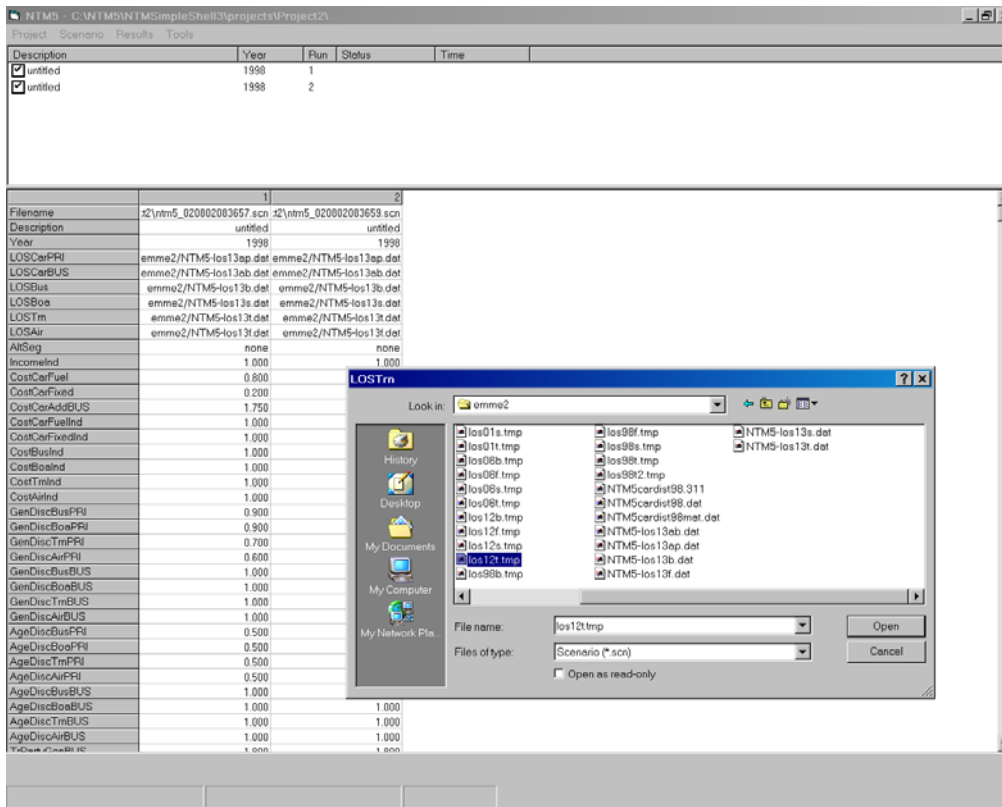 NTM5 - C:\NTM5\NTMSimpleShell3\projects\Project2\
Project Scenario Results Tools
Description Year Run Status Time
untitled 1998 1
untitled 1998 2
1 2
Filename :t2\ntm5_020802083657.scn :t2\ntm5_020802083659.scn
Description untitled untitled
Year 1998 1998
LOSCarPRI emme2/NTM5-los13ap.dat emme2/NTM5-los13ap.dat
LOSCarBUS emme2/NTM5-los13ab.dat emme2/NTM5-los13ab.dat
LOSBus emme2/NTM5-los13b.dat emme2/NTM5-los13b.dat
LOSBoa emme2/NTM5-los13s.dat emme2/NTM5-los13s.dat
LOSTrn emme2/NTM5-los13t.dat emme2/NTM5-los13t.dat
LOSAir emme2/NTM5-los13f.dat emme2/NTM5-los13f.dat
AltSeg none none
IncomeInd 1.000 1.000
CostCarFuel 0.800
CostCarFixed 0.200
CostCarAddBUS 1.750
CostCarFuelInd 1.000
CostCarFixedInd 1.000
CostBusInd 1.000
CostBoaInd 1.000
CostTrnInd 1.000
CostAirInd 1.000
GenDiscBusPRI 0.900
GenDiscBoaPRI 0.900
GenDiscTrnPRI 0.700
GenDiscAirPRI 0.600
GenDiscBusBUS 1.000
GenDiscBoaBUS 1.000
GenDiscTrnBUS 1.000
GenDiscAirBUS 1.000
AgeDiscBusPRI 0.500
AgeDiscBoaPRI 0.500
AgeDiscTrnPRI 0.500
AgeDiscAirPRI 0.500
AgeDiscBusBUS 1.000
AgeDiscBoaBUS 1.000 1.000
AgeDiscTrnBUS 1.000 1.000
AgeDiscAirBUS 1.000 1.000
TrPartyGenBUS 1.800 1.800
LOSTrn
Look in: emme2
History
Desktop
My Documents
My Computer
My Network Pla...
los01s.tmp los98f.tmp NTM5-los13s.dat
los01t.tmp los98s.tmp NTM5-los13t.dat
los06b.tmp los98t.tmp
los06f.tmp los98t2.tmp
los06s.tmp NTM5cardist98.311
los06t.tmp NTM5cardist98.dat
los12b.tmp NTM5cardist98mat.dat
los12f.tmp NTM5-los13ab.dat
los12s.tmp NTM5-los13ap.dat
los12t.tmp NTM5-los13b.dat
los98b.tmp NTM5-los13f.dat
File name: los12t.tmp Open
Files of type: Scenario (*.scn) Cancel
Open as read-only